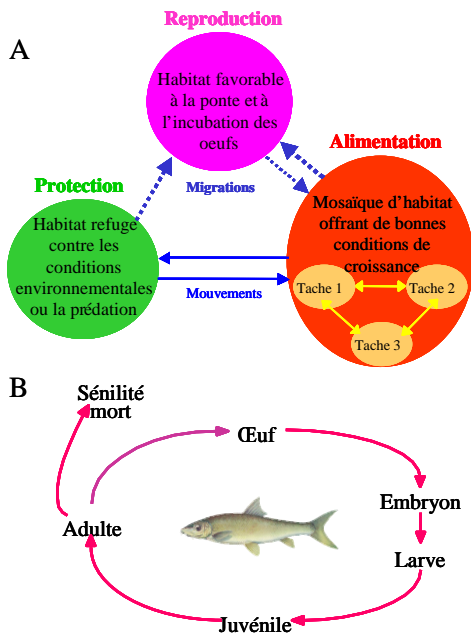 Reproduction
A
Habitat favorable
à la ponte et à
l'incubation des
oeufs
Alimentation
Protection
Migrations
Mosaïque d'habitat
offrant de bonnes
conditions de
croissance
Habitat refuge
contre les
conditions
environnementales
ou la prédation
Mouvements
Tache 1
Tache 2
Tache 3
B
Sénilité
mort
Œuf
Embryon
Adulte
Larve
Juvénile